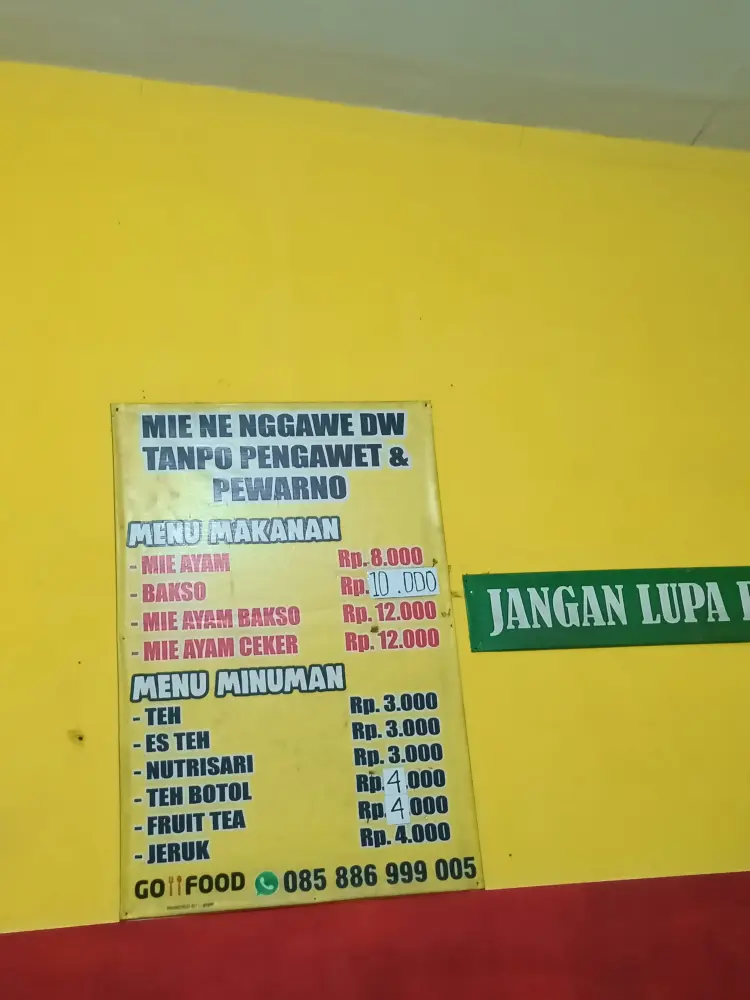 MIE NE NGGAWE DW
TANPO PENGAWET &
PEWARNO
MENU MAKANAN
- MIE AYAM Rp. 8.000
- BAKSO Rp. 10.000
- MIE AYAM BAKSO Rp. 12.000
- MIE AYAM CEKER Rp. 12.000
MENU MINUMAN
- TEH Rp. 3.000
- ES TEH Rp. 3.000
- NUTRISARI Rp. 3.000
- TEH BOTOL Rp. 4.000
- FRUIT TEA Rp. 4.000
- JERUK Rp. 4.000
GO FOOD 085 886 999 005
JANGAN LUPA